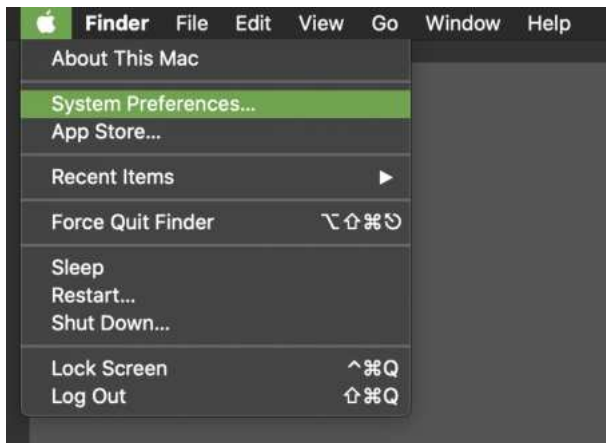 Finder File Edit View Go Window Help
About This Mac
System Preferences...
App Store...
Recent Items ▶
Force Quit Finder ⌥⇧⌘⎋
Sleep
Restart...
Shut Down...
Lock Screen ^⌘Q
Log Out ⇧⌘Q